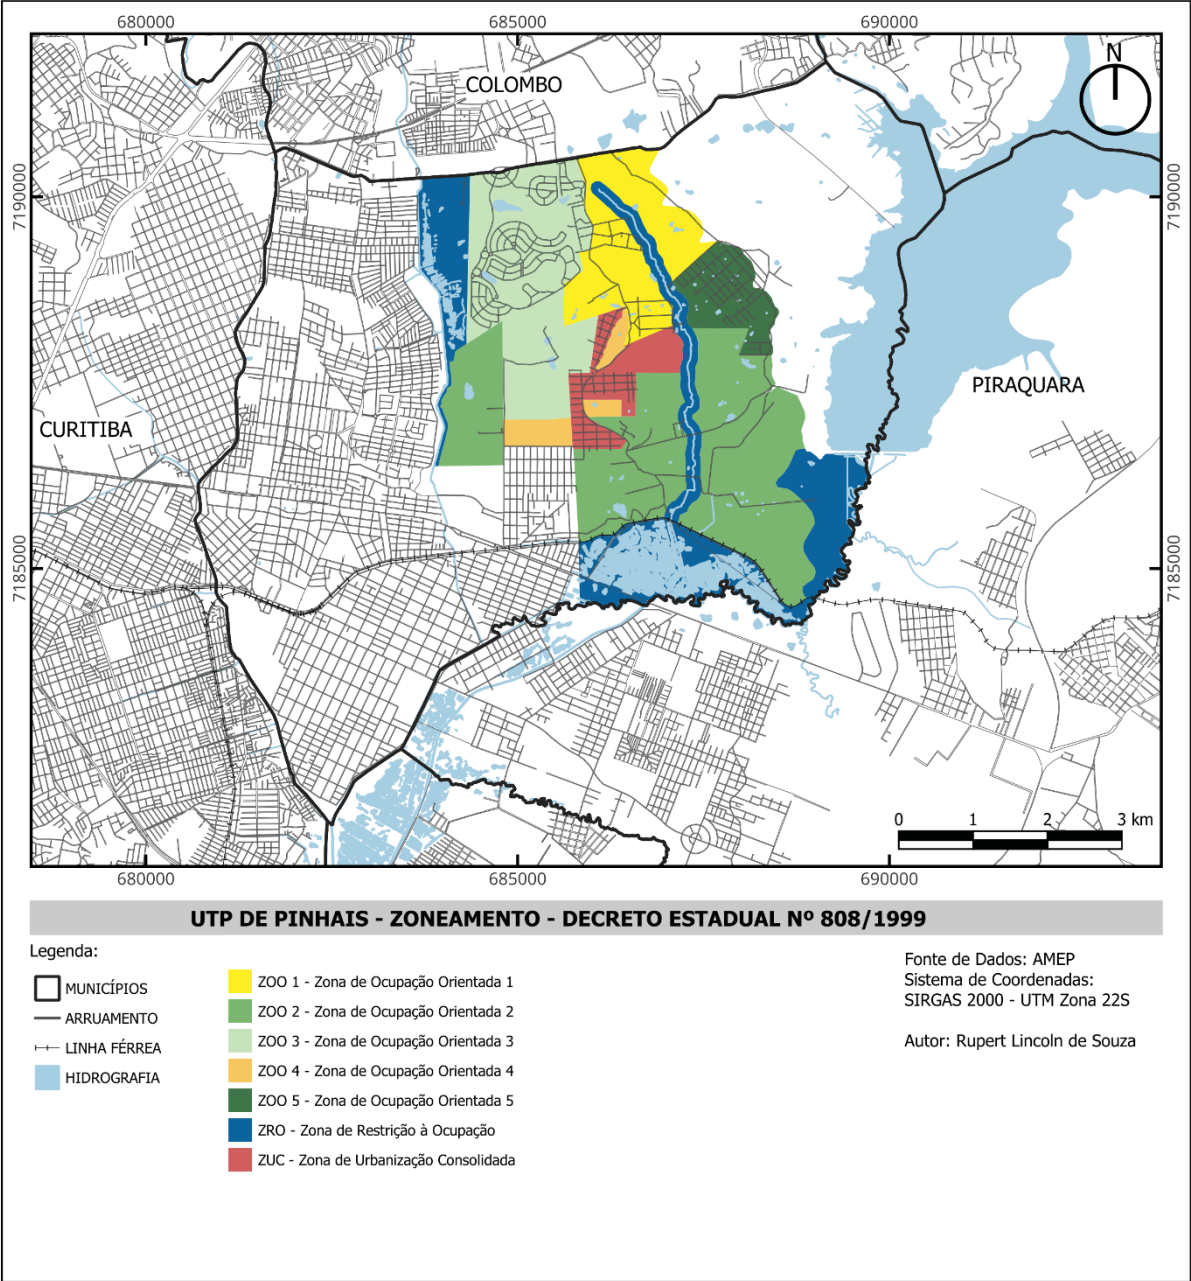 680000
685000
690000
COLOMBO
N
7190000
7190000
PIRAQUARA
CURITIBA
7185000
7185000
0 1 2 3 km
680000
685000
690000
UTP DE PINHAIS - ZONEAMENTO - DECRETO ESTADUAL Nº 808/1999
Legenda:
MUNICÍPIOS
ARRUAMENTO
LINHA FÉRREA
HIDROGRAFIA
ZOO 1 - Zona de Ocupação Orientada 1
ZOO 2 - Zona de Ocupação Orientada 2
ZOO 3 - Zona de Ocupação Orientada 3
ZOO 4 - Zona de Ocupação Orientada 4
ZOO 5 - Zona de Ocupação Orientada 5
ZRO - Zona de Restrição à Ocupação
ZUC - Zona de Urbanização Consolidada
Fonte de Dados: AMEP
Sistema de Coordenadas:
SIRGAS 2000 - UTM Zona 22S
Autor: Rupert Lincoln de Souza